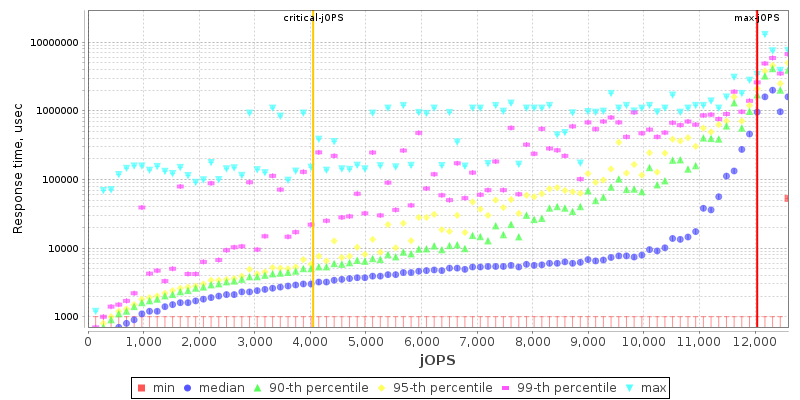 critical-jOPS
max-jOPS
10000000
1000000
100000
10000
1000
Response time, usec
0
1,000
2,000
3,000
4,000
5,000
6,000
7,000
8,000
9,000
10,000
11,000
12,000
jOPS
min
median
90-th percentile
95-th percentile
99-th percentile
max